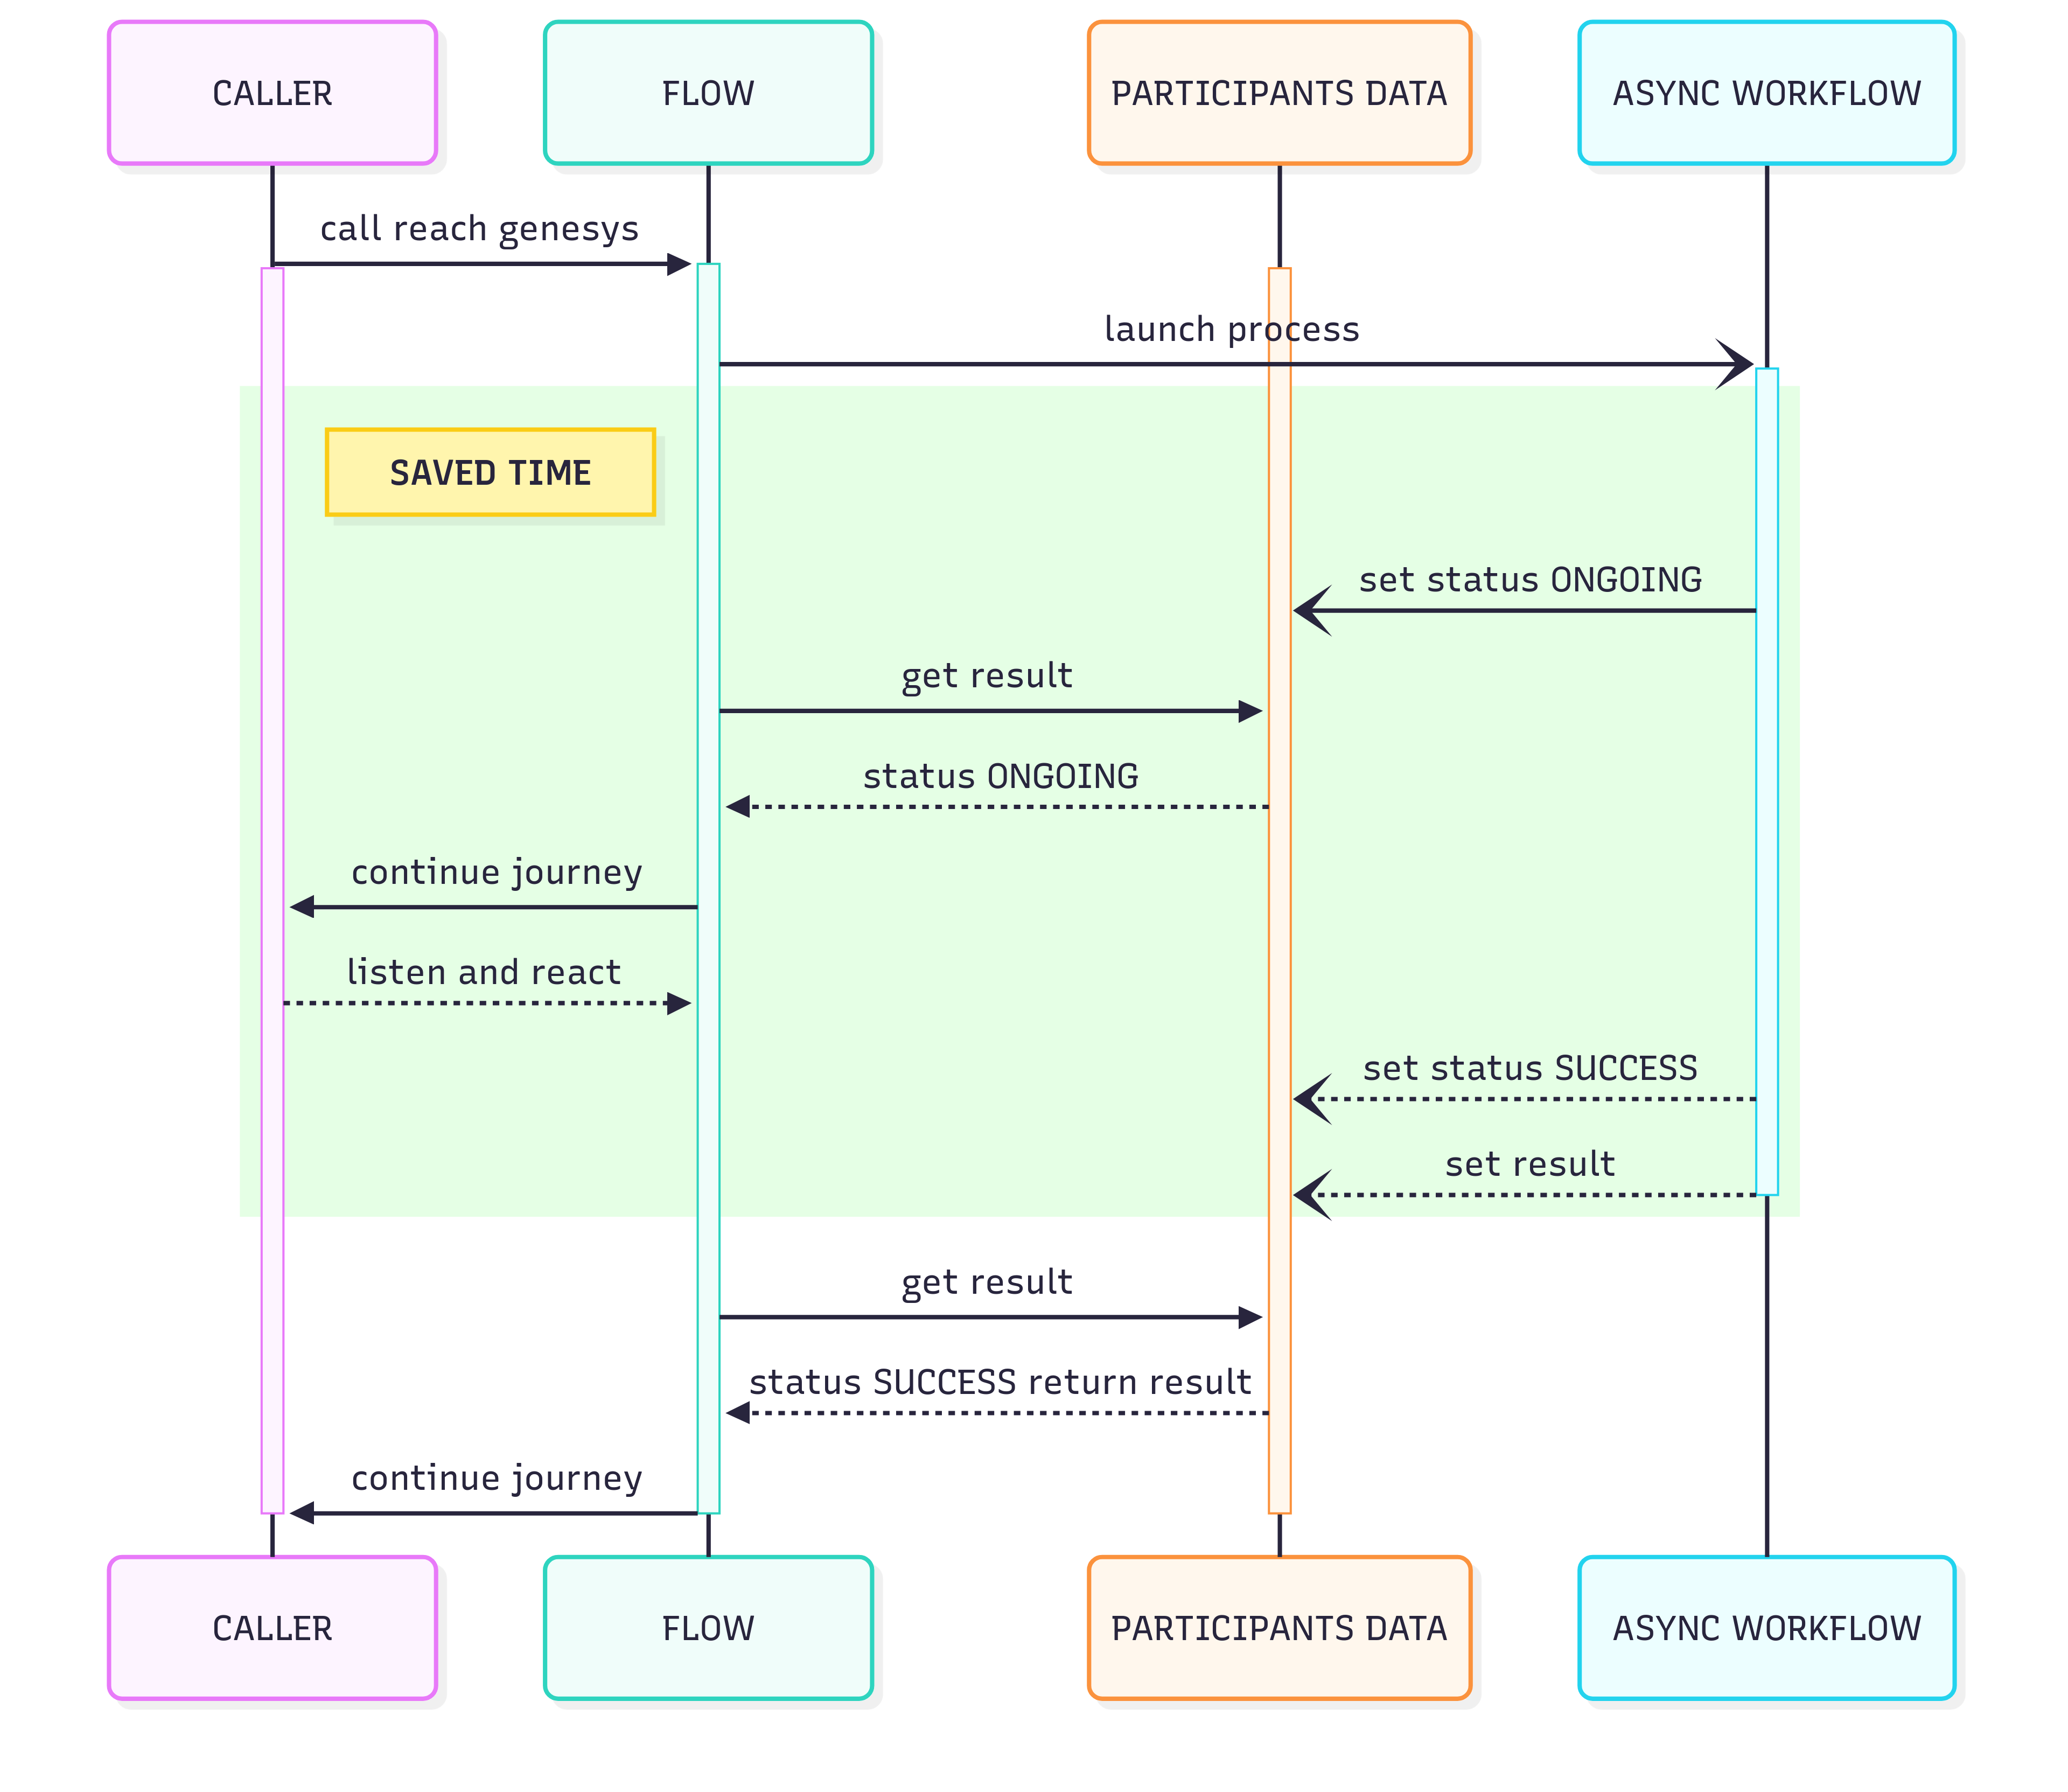 CALLER
FLOW
PARTICIPANTS DATA
ASYNC WORKFLOW
call reach genesys
launch process
SAVED TIME
set status ONGOING
get result
status ONGOING
continue journey
listen and react
set status SUCCESS
set result
get result
status SUCCESS return result
continue journey
CALLER
FLOW
PARTICIPANTS DATA
ASYNC WORKFLOW